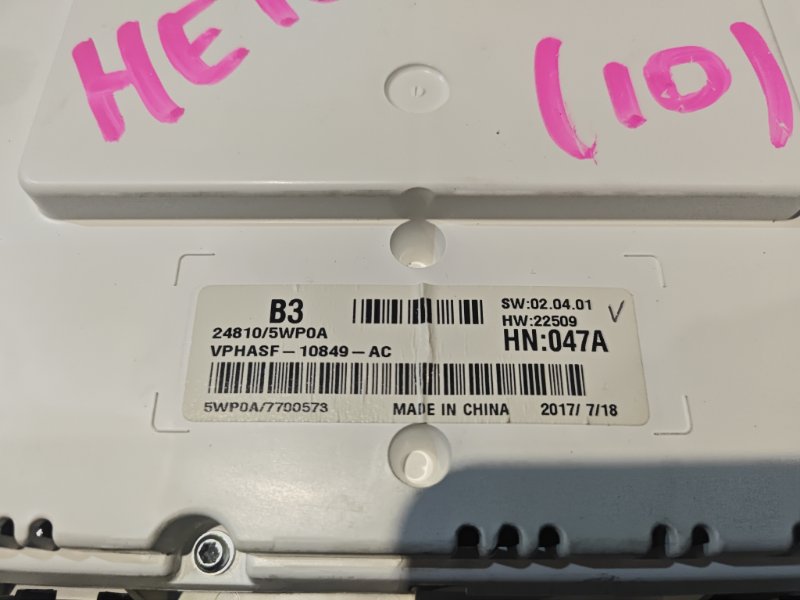 (10)
B3
SW:02.04.01
24810/5WP0A
HW:22509
VPHASF-10849-AC
HN:047A
5WP0A/7700573
MADE IN CHINA
2017/ 7/18